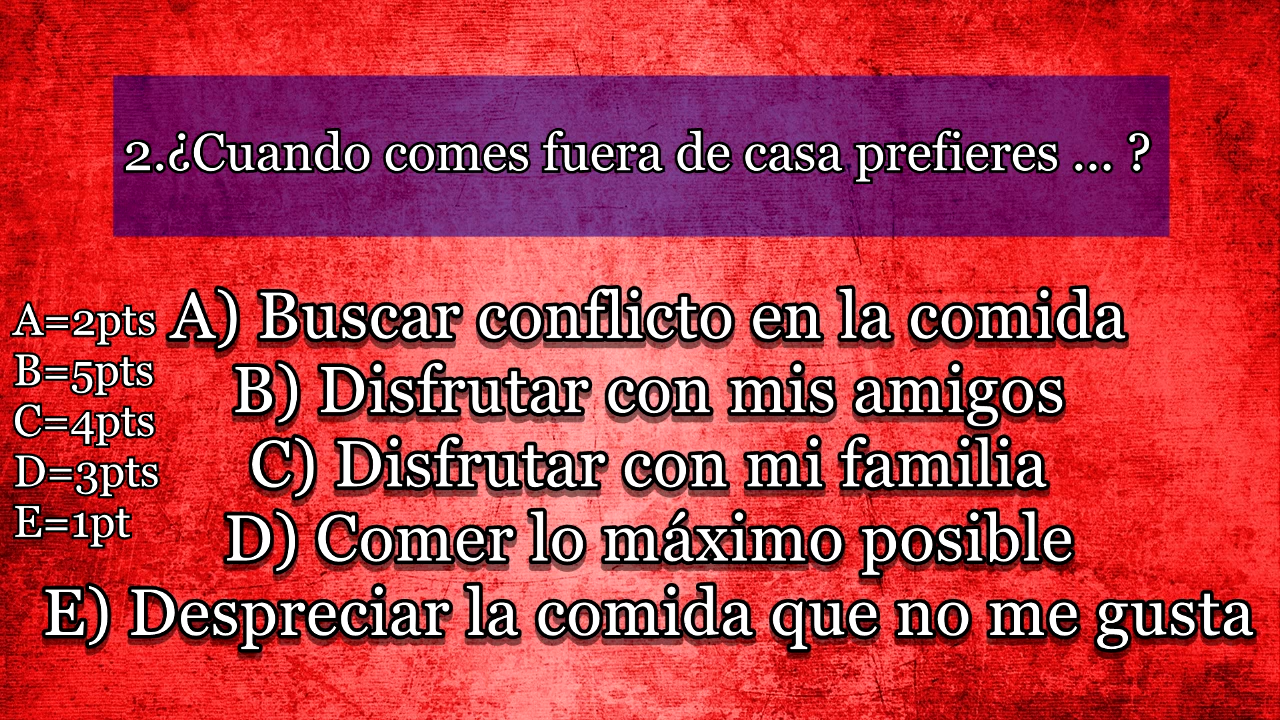 2.¿Cuando comes fuera de casa prefieres ... ?
A) Buscar conflicto en la comida
B) Disfrutar con mis amigos
C) Disfrutar con mi familia
D) Comer lo máximo posible
E) Despreciar la comida que no me gusta
A=2pts
B=5pts
C=4pts
D=3pts
E=1pt